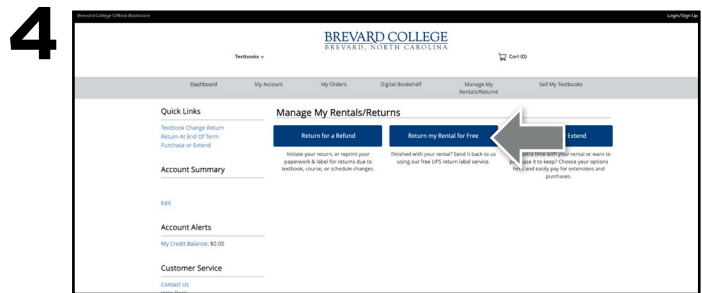 4
Brevard College Official Bookstore
Login/Sign Up
BREVARD COLLEGE
BREVARD, NORTH CAROLINA
Textbooks
Cart (0)
Dashboard
My Account
My Orders
Digital Bookshelf
Manage My
Rentals/Returns
Sell My Textbooks
Quick Links
Textbook Change Return
Return At End Of Term
Purchase or Extend
Account Summary
Edit
Account Alerts
My Credit Balance: $0.00
Customer Service
Contact Us
Manage My Rentals/Returns
Return for a Refund
Initiate your return, or reprint your
paperwork & label for returns due to
textbook, course, or schedule changes.
Return my Rental for Free
Finished with your rental? Send it back to us
using our free UPS return label service.
Extend
time with your rental or want to
it to keep? Choose your options
and easily pay for extensions and
purchases.